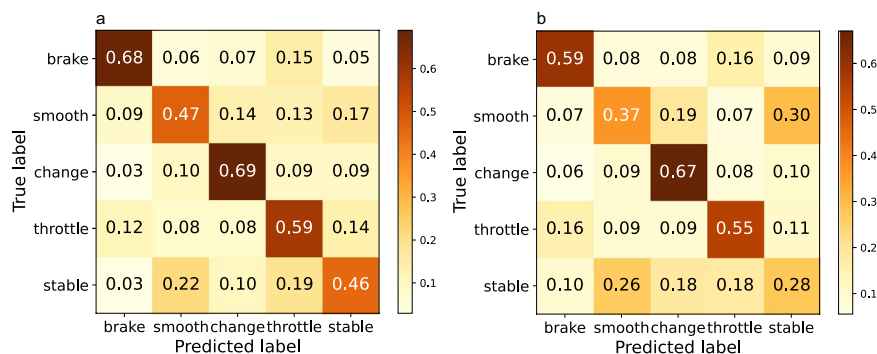 a
brake 0.68 0.06 0.07 0.15 0.05
smooth 0.09 0.47 0.14 0.13 0.17
change 0.03 0.10 0.69 0.09 0.09
throttle 0.12 0.08 0.08 0.59 0.14
stable 0.03 0.22 0.10 0.19 0.46
brake smooth change throttle stable
Predicted label
True label
0.6
0.5
0.4
0.3
0.2
0.1
b
brake 0.59 0.08 0.08 0.16 0.09
smooth 0.07 0.37 0.19 0.07 0.30
change 0.06 0.09 0.67 0.08 0.10
throttle 0.16 0.09 0.09 0.55 0.11
stable 0.10 0.26 0.18 0.18 0.28
brake smooth change throttle stable
Predicted label
True label
0.6
0.5
0.4
0.3
0.2
0.1